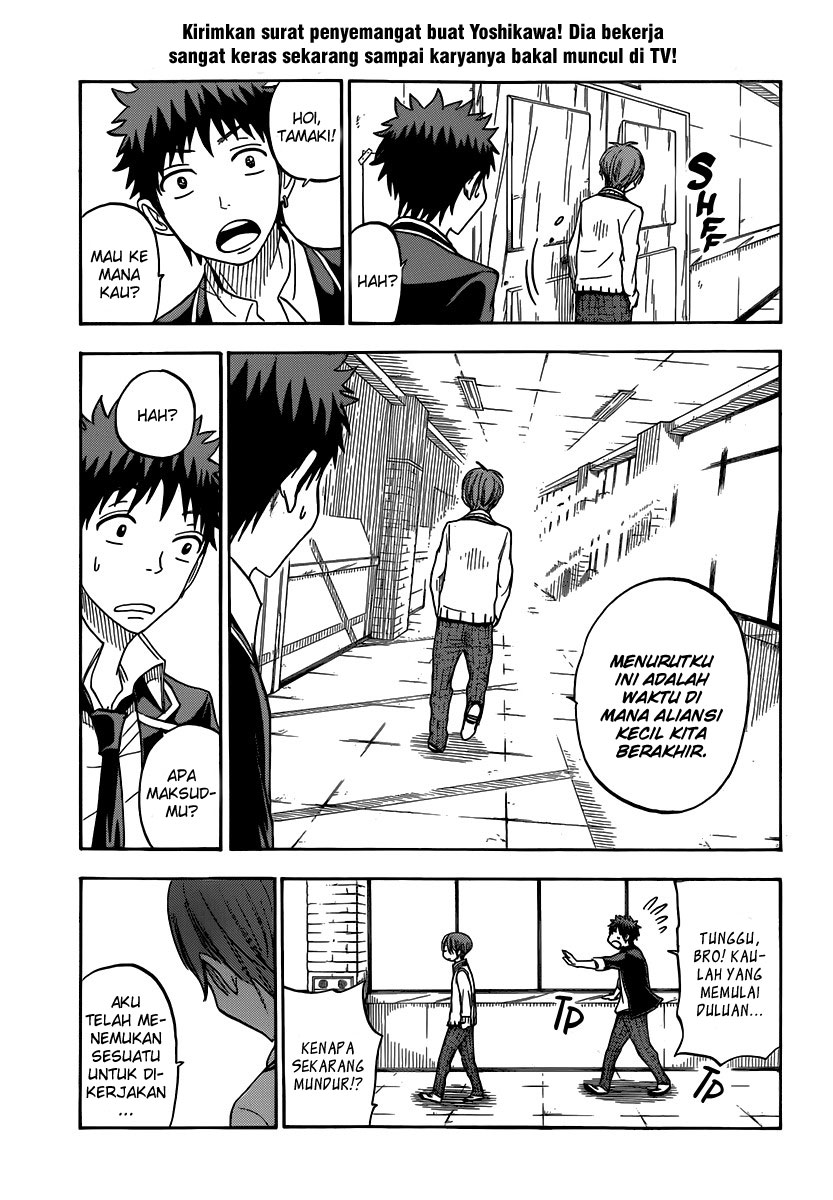 Kirimkan surat penyemangat buat Yoshikawa! Dia bekerja
sangat keras sekarang sampai karyanya bakal muncul di TV!
SHFF
HAH?
HOI,
TAMAKI!
MAU KE
MANA
KAU?
MENURUTKU
INI ADALAH
WAKTU DI
MANA ALIANSI
KECIL KITA
BERAKHIR.
HAH?
APA
MAKSUD-
MU?
TUNGGU,
BRO! KAU-
LAH YANG
MEMULAI
DULUAN...
TP
TP
KENAPA
SEKARANG
MUNDUR!?
AKU
TELAH ME-
NEMUKAN
SESUATU
UNTUK DI-
KERJAKAN
...